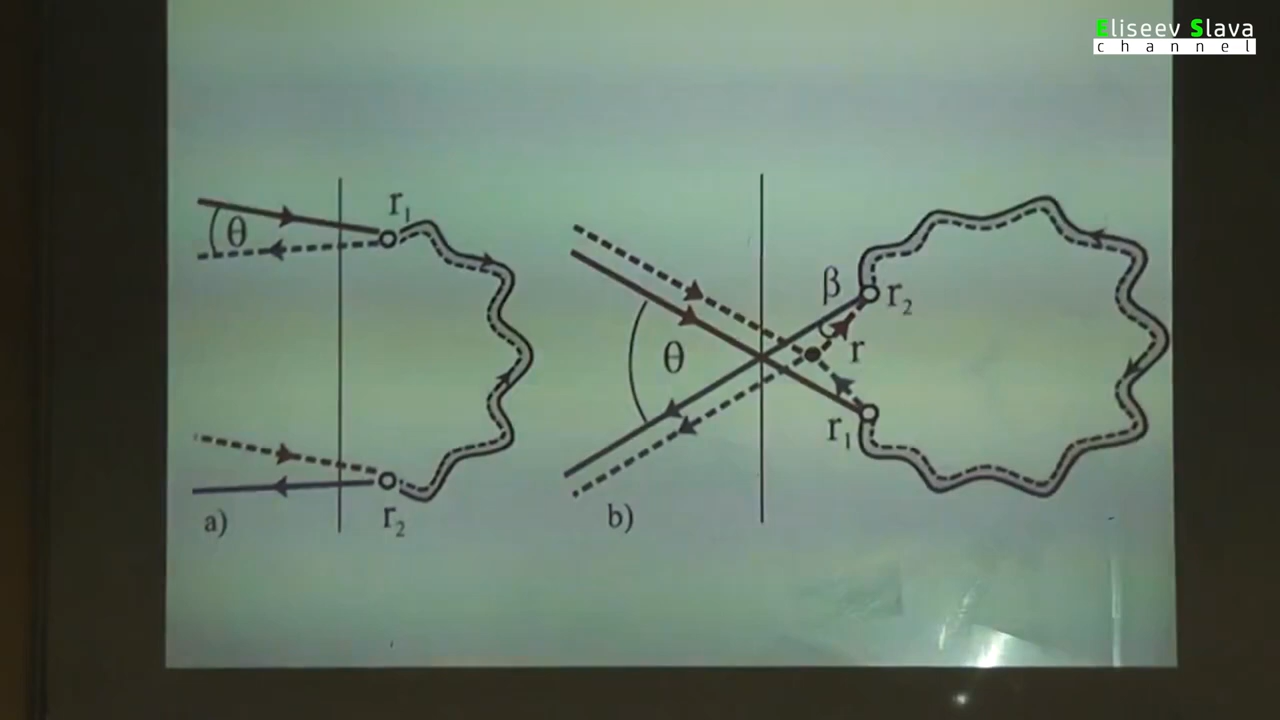 Eliseev Slava
channel
r₁
θ
r₂
a)
β
r₂
θ
r
r₁
b)